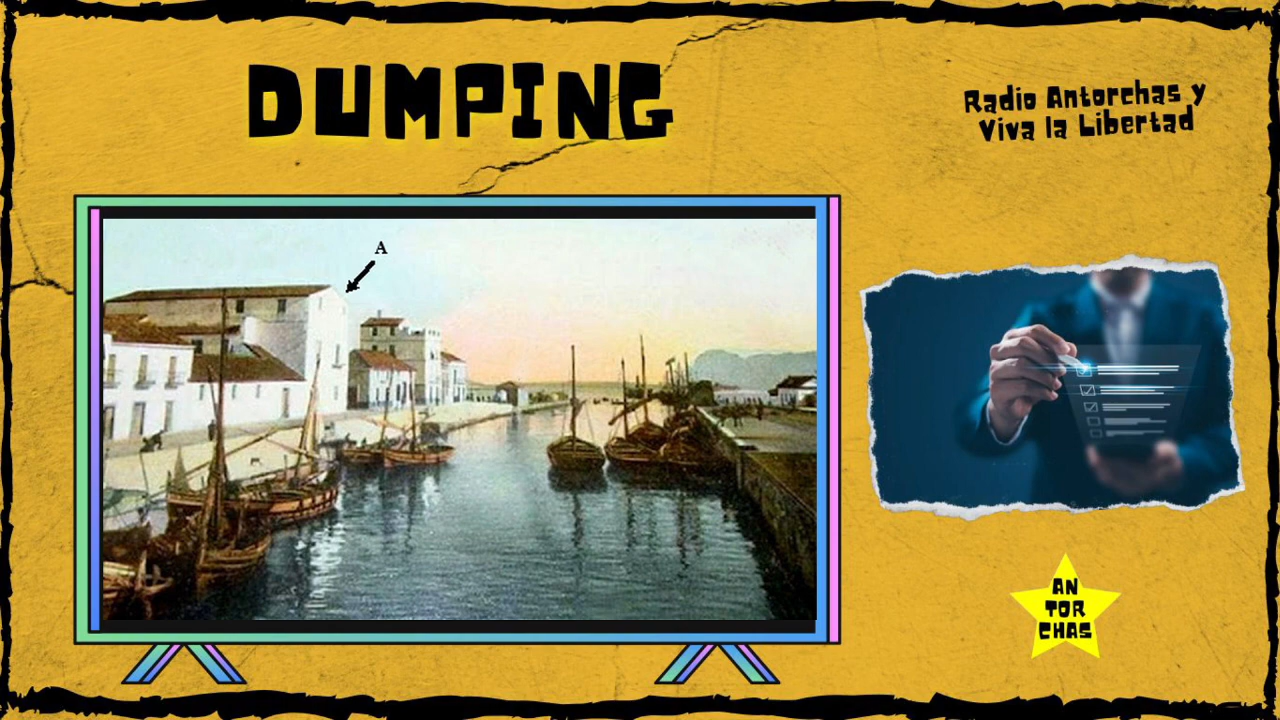 DUMPING
Radio Antorchas y
Viva la Libertad
A
AN
TOR
CHAS